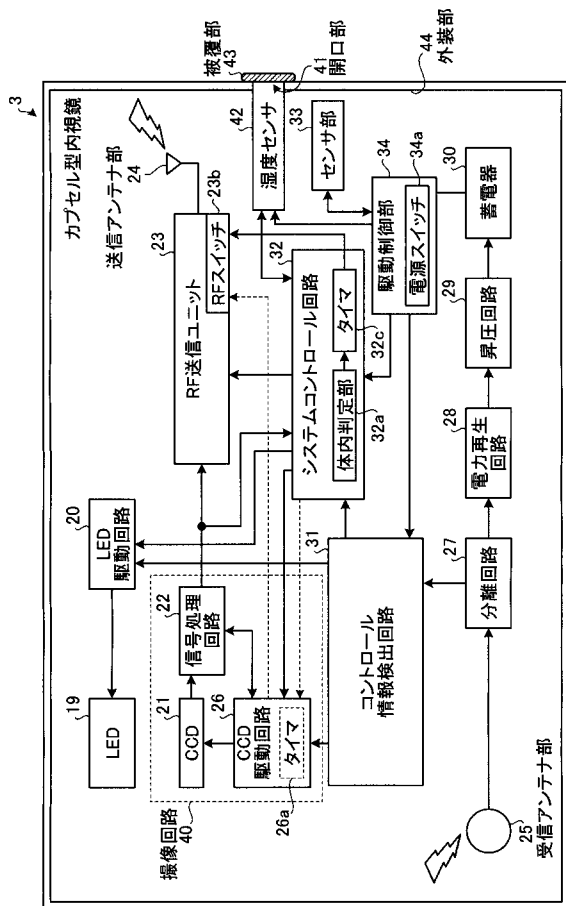 3
カプセル型内視鏡
送信アンテナ部
24
23
RF送信ユニット
RFスイッチ
23b
被覆部
43
41
開口部
42
湿度センサ
44
外装部
33
センサ部
34
駆動制御部
34a
電源スイッチ
30
蓄電器
29
昇圧回路
28
電力再生
回路
27
分離回路
32
システムコントロール回路
体内判定部
32a
タイマ
32c
31
コントロール
情報検出回路
20
LED
駆動回路
19
LED
22
信号処理
回路
21
CCD
26
CCD
駆動回路
タイマ
26a
撮像回路
40
25
受信アンテナ部